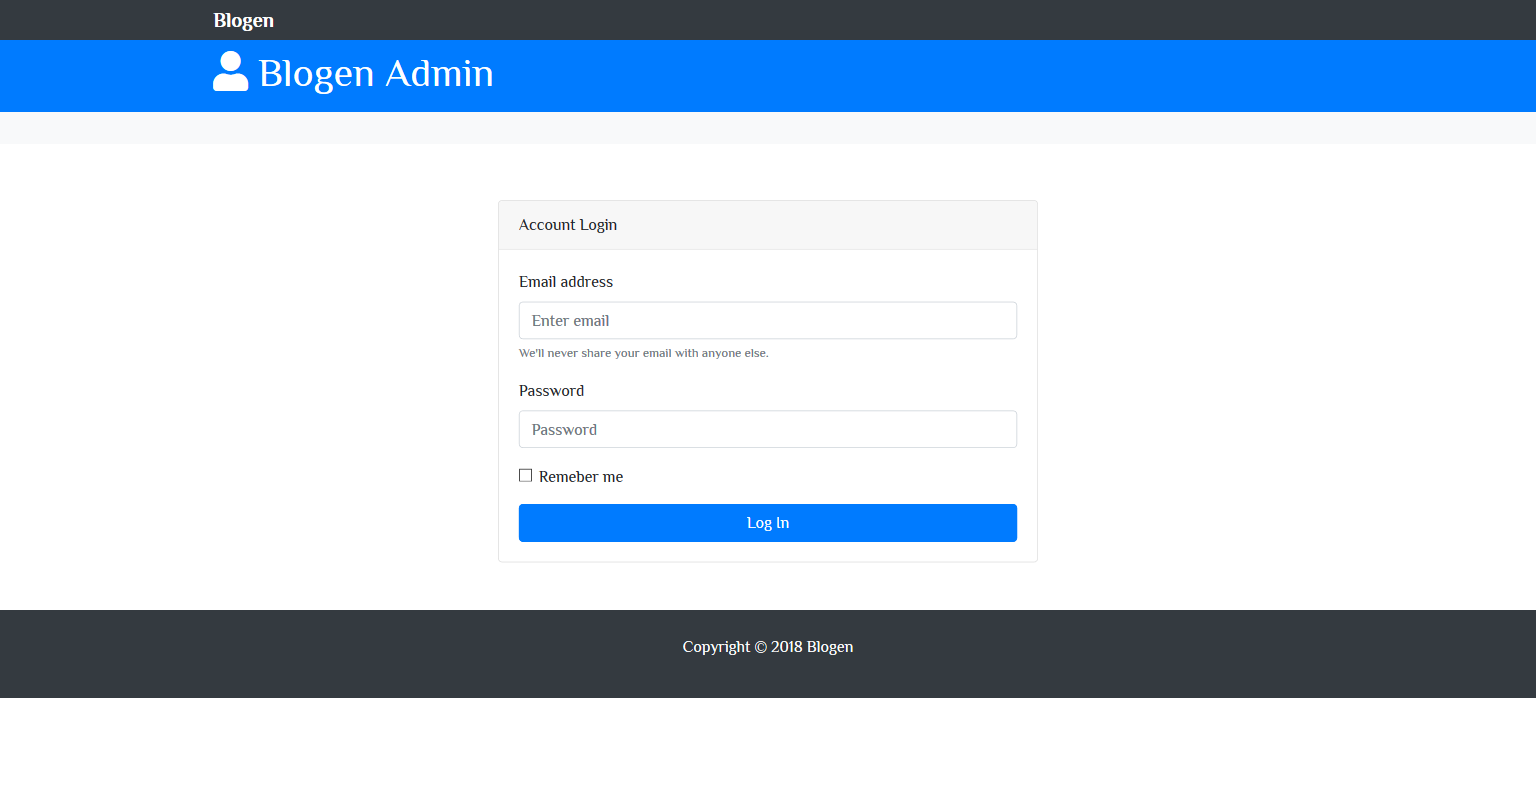 Blogen
Blogen Admin
Account Login
Email address
Enter email
We'll never share your email with anyone else.
Password
Password
Remeber me
Log In
Copyright © 2018 Blogen